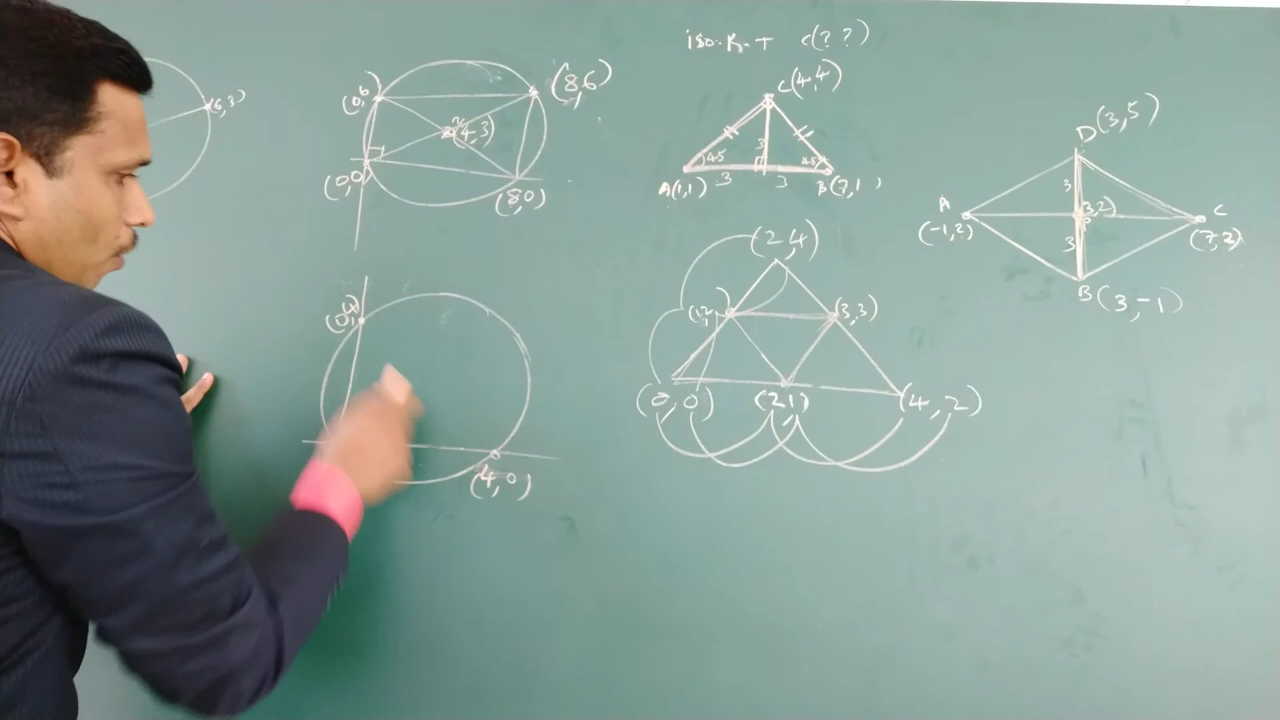 iso. R. T C(? ?)
(6,3)
(0,6)
(8,6)
(4,3)
(0,0)
(8,0)
C(4,4)
3
45
45
A(1,1)
3
3
B(7,1)
D(3,5)
3
A
(3,2)
C
(-1,2)
3
(7,2)
B(3,-1)
(2,4)
(3,3)
(0,0)
(2,1)
(4,2)
(0,4)
(4,0)